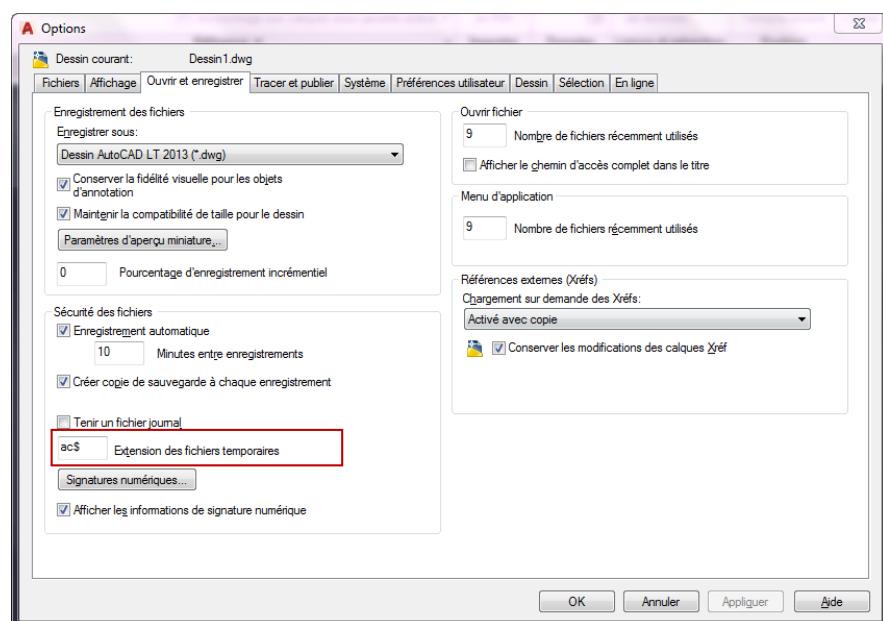 Options
Dessin courant: Dessin1.dwg
Fichiers Affichage Ouvrir et enregistrer Tracer et publier Système Préférences utilisateur Dessin Sélection En ligne
Enregistrement des fichiers
Enregistrer sous:
Dessin AutoCAD LT 2013 (*.dwg)
Conserver la fidélité visuelle pour les objets
d'annotation
Maintenir la compatibilité de taille pour le dessin
Paramètres d'aperçu miniature...
0 Pourcentage d'enregistrement incrémentiel
Sécurité des fichiers
Enregistrement automatique
10 Minutes entre enregistrements
Créer copie de sauvegarde à chaque enregistrement
Tenir un fichier journal
ac$ Extension des fichiers temporaires
Signatures numériques...
Afficher les informations de signature numérique
Ouvrir fichier
9 Nombre de fichiers récemment utilisés
Afficher le chemin d'accès complet dans le titre
Menu d'application
9 Nombre de fichiers récemment utilisés
Références externes (Xréfs)
Chargement sur demande des Xréfs:
Activé avec copie
Conserver les modifications des calques Xréf
OK Annuler Appliquer Aide